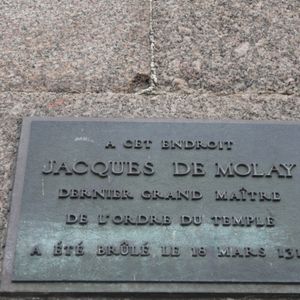 A CET ENDROIT
JACQUES DE MOLAY
DERNIER GRAND MAÎTRE
DE L'ORDRE DU TEMPLE
A ÉTÉ BRÛLÉ LE 18 MARS 131